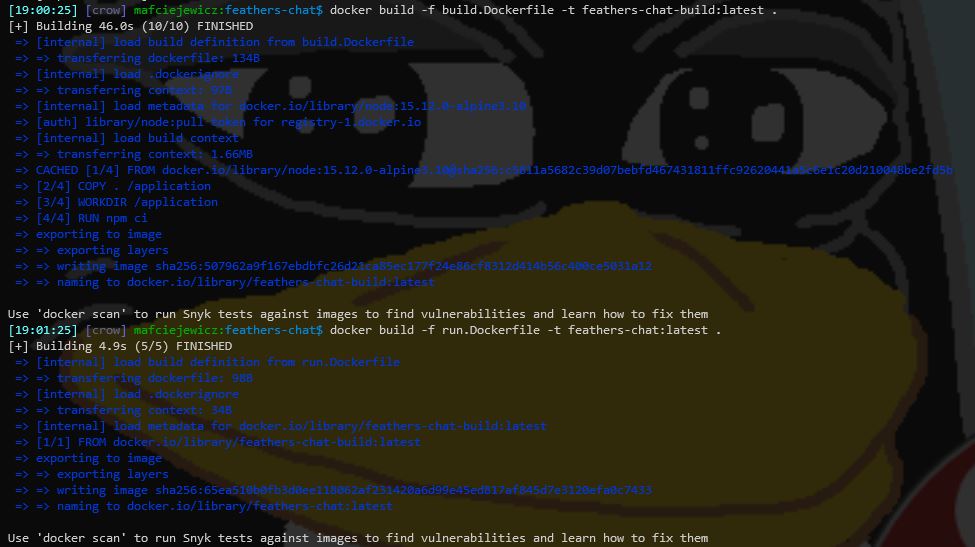 [19:00:25] [crow] mafciejewicz:feathers-chat$ docker build -f build.Dockerfile -t feathers-chat-build:latest .
[+] Building 46.0s (10/10) FINISHED
=> [internal] load build definition from build.Dockerfile
=> => transferring dockerfile: 134B
=> [internal] load .dockerignore
=> => transferring context: 97B
=> [internal] load metadata for docker.io/library/node:15.12.0-alpine3.10
=> [auth] library/node:pull token for registry-1.docker.io
=> [internal] load build context
=> => transferring context: 1.66MB
=> CACHED [1/4] FROM
=> [2/4] COPY . /application
=> [3/4] WORKDIR /application
=> [4/4] RUN npm ci
=> exporting to image
=> => exporting layers
=> => writing image sha256:507962a9f167ebdbfc26d21ca85ec177f24e86cf8312d414b56c400ce5031a12
=> => naming to docker.io/library/feathers-chat-build:latest
Use 'docker scan' to run Snyk tests against images to find vulnerabilities and learn how to fix them
[19:01:25] [crow] mafciejewicz:feathers-chat$ docker build -f run.Dockerfile -t feathers-chat:latest .
[+] Building 4.9s (5/5) FINISHED
=> [internal] load build definition from run.Dockerfile
=> => transferring dockerfile: 98B
=> [internal] load .dockerignore
=> => transferring context: 34B
=> [internal] load metadata for docker.io/library/feathers-chat-build:latest
=> [1/1] FROM docker.io/library/feathers-chat-build:latest
=> exporting to image
=> => exporting layers
=> => writing image sha256:65ea510b0fb3d0ee118062af231420a6d99e45ed817af845d7e3120efa0c7433
=> => naming to docker.io/library/feathers-chat:latest
Use 'docker scan' to run Snyk tests against images to find vulnerabilities and learn how to fix them